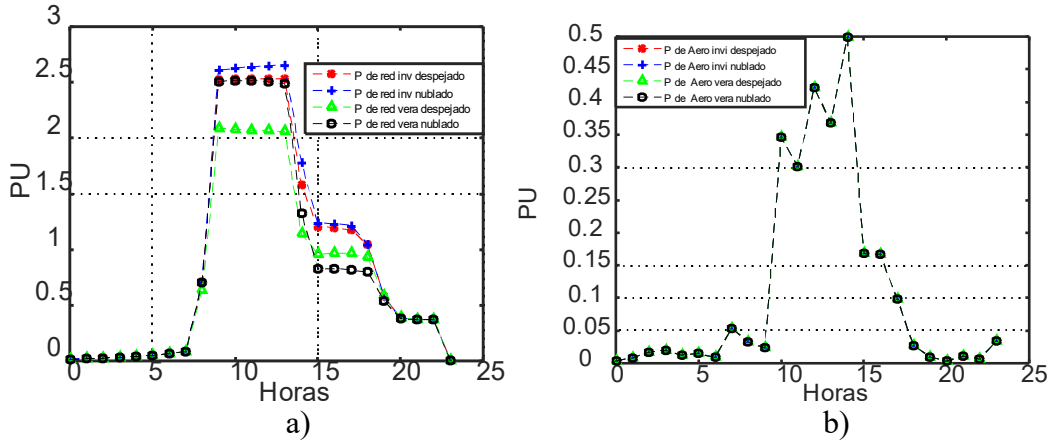 3
2.5
2
1.5
1
0.5
0
PU
P de red inv despejado
P de red inv nublado
P de red vera despejado
P de red vera nublado
0 5 10 15 20 25
Horas
a)
0.5
0.45
0.4
0.35
0.3
0.25
0.2
0.15
0.1
0.05
0
PU
P de Aero invi despejado
P de Aero invi nublado
P de Aero vera despejado
P de Aero vera nublado
0 5 10 15 20 25
Horas
b)